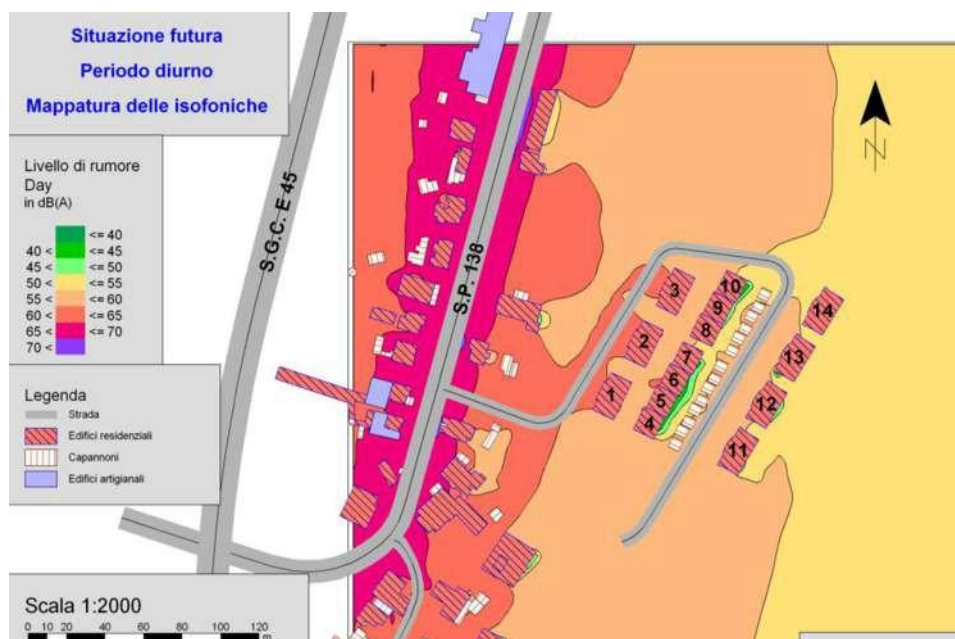 Situazione futura
Periodo diurno
Mappatura delle isofoniche
Livello di rumore
Day
in dB(A)
<= 40
40 < <= 45
45 < <= 50
50 < <= 55
55 < <= 60
60 < <= 65
65 < <= 70
70 <
Legenda
Strada
Edifici residenziali
Capannoni
Edifici artigianali
Scala 1:2000
0 10 20 40 60 80 100 120
m
S.G.C. E 45
S.P. 138
N
1
2
3
4
5
6
7
8
9
10
11
12
13
14